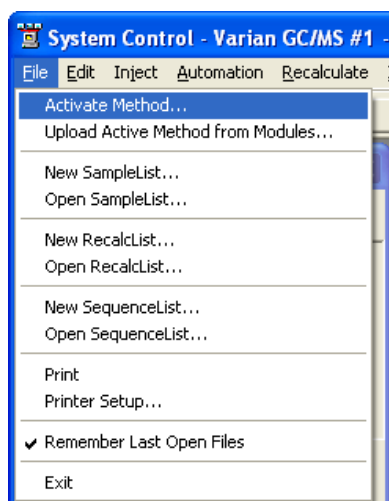 System Control - Varian GC/MS #1 -
File Edit Inject Automation Recalculate
Activate Method...
Upload Active Method from Modules...
New SampleList...
Open SampleList...
New RecalcList...
Open RecalcList...
New SequenceList...
Open SequenceList...
Print
Printer Setup...
Remember Last Open Files
Exit